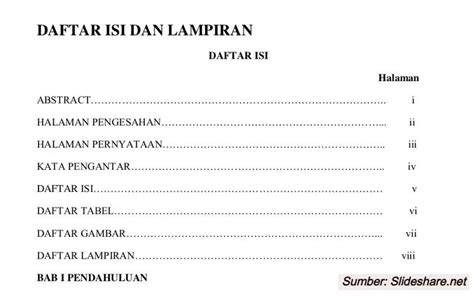 DAFTAR ISI DAN LAMPIRAN
DAFTAR ISI
Halaman
ABSTRACT……………………………………………………………………….. i
HALAMAN PENGESAHAN……………………………………………………... ii
HALAMAN PERNYATAAN…………………………………………………….. iii
KATA PENGANTAR…………………………………………………………….. iv
DAFTAR ISI……………………………………………………………………… v
DAFTAR TABEL………………………………………………………………… vi
DAFTAR GAMBAR……………………………………………………………... vii
DAFTAR LAMPIRAN…………………………………………………………… viii
BAB I PENDAHULUAN
Sumber: Slideshare.net